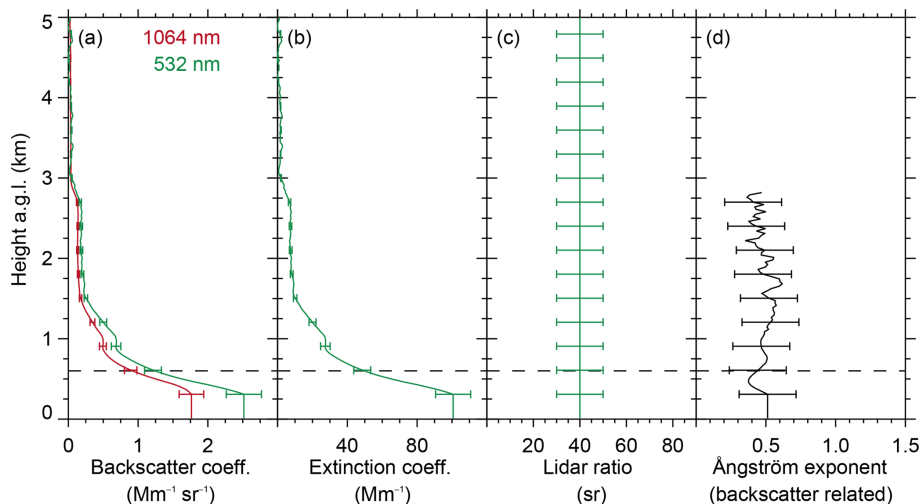 5
4
3
2
1
0
Height a.g.l. (km)
(a) 1064 nm
532 nm
(b)
(c)
(d)
0 1 2
40 80
20 40 60 80
0.0 0.5 1.0 1.5
Backscatter coeff.
(Mm⁻¹ sr⁻¹)
Extinction coeff.
(Mm⁻¹)
Lidar ratio
(sr)
Ångström exponent
(backscatter related)